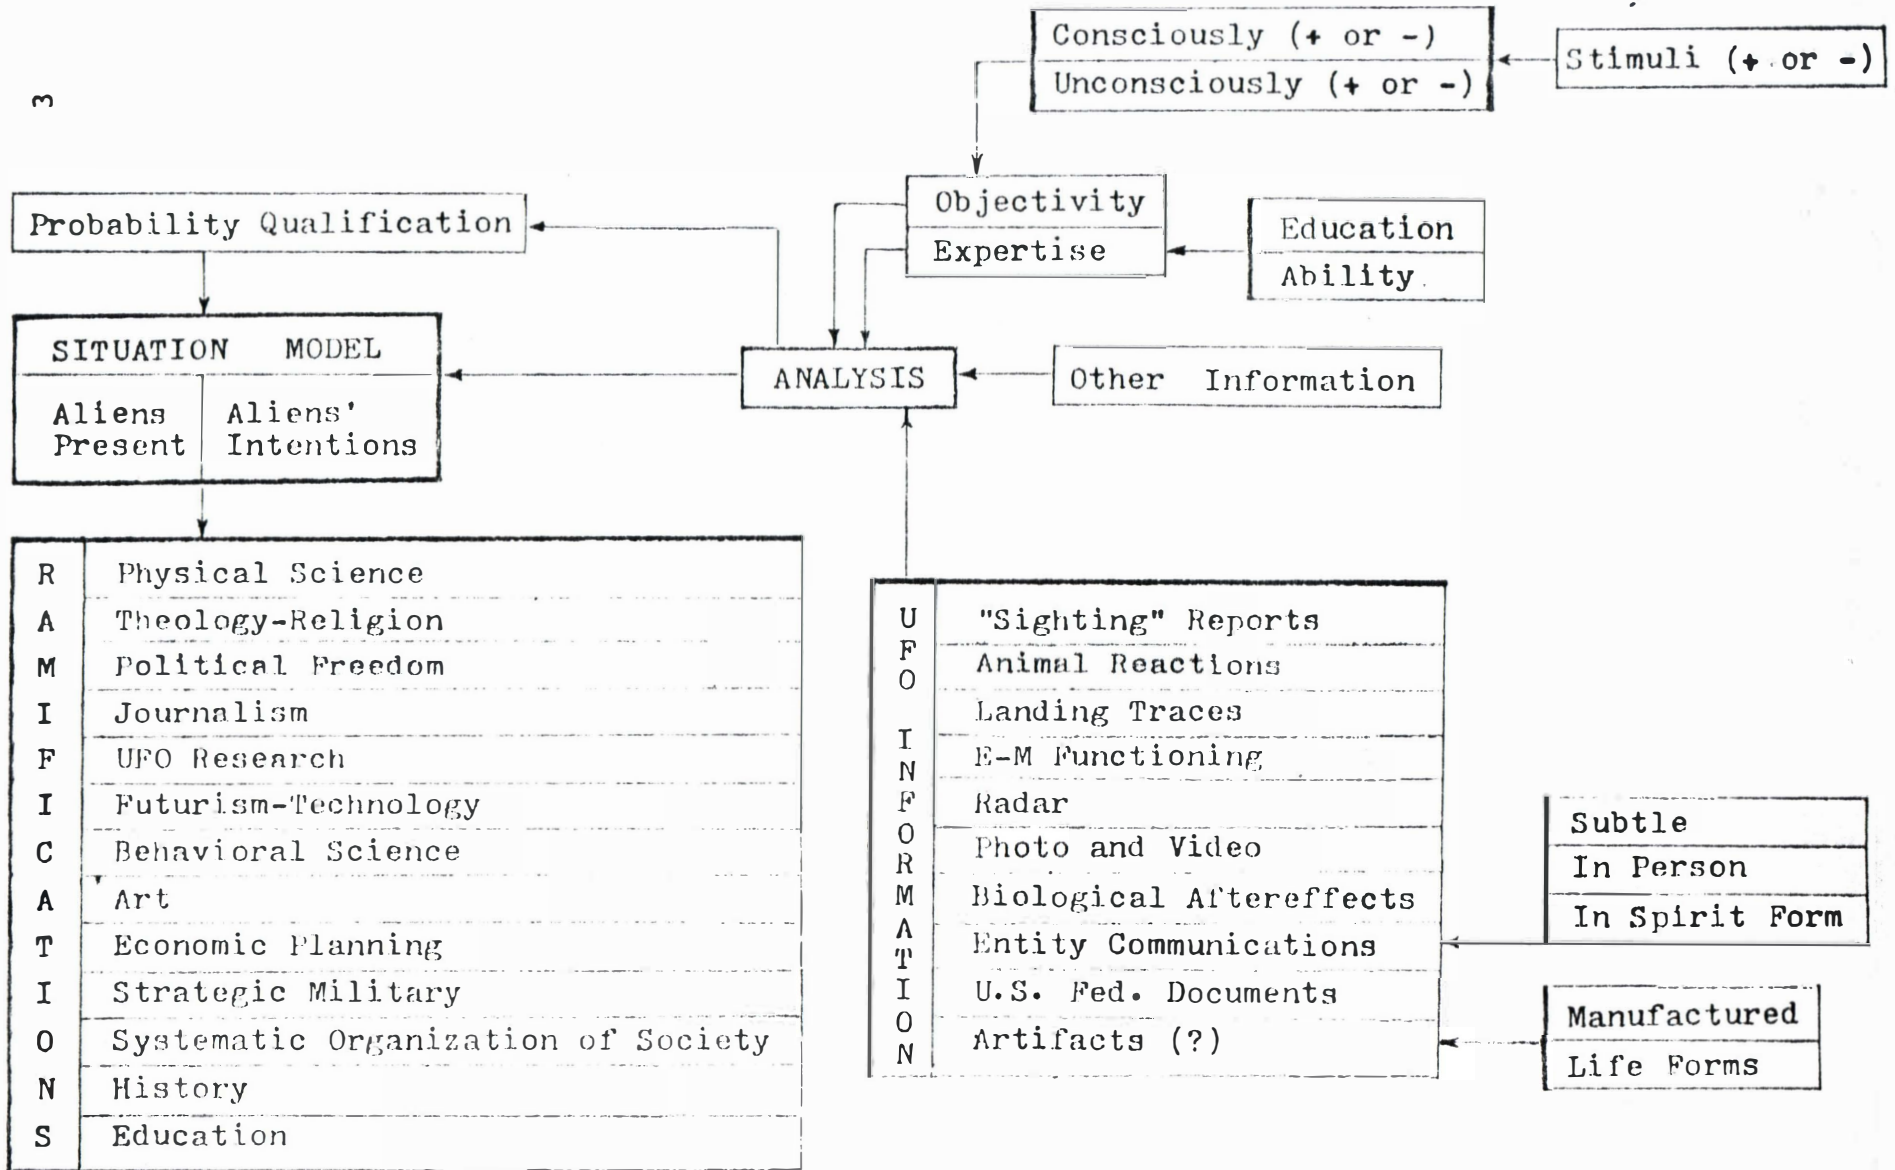 Consciously (+ or -)
Unconsciously (+ or -)
Stimuli (+ or -)
3
Objectivity
Expertise
Education
Ability
Probability Qualification
SITUATION MODEL
Aliens Present
Aliens' Intentions
ANALYSIS
Other Information
RAMIFICATIONS
Physical Science
Theology-Religion
Political Freedom
Journalism
UFO Research
Futurism-Technology
Behavioral Science
Art
Economic Planning
Strategic Military
Systematic Organization of Society
History
Education
UFO INFORMATION
"Sighting" Reports
Animal Reactions
Landing Traces
E-M Functioning
Radar
Photo and Video
Biological Aftereffects
Entity Communications
U.S. Fed. Documents
Artifacts (?)
Subtle
In Person
In Spirit Form
Manufactured
Life Forms